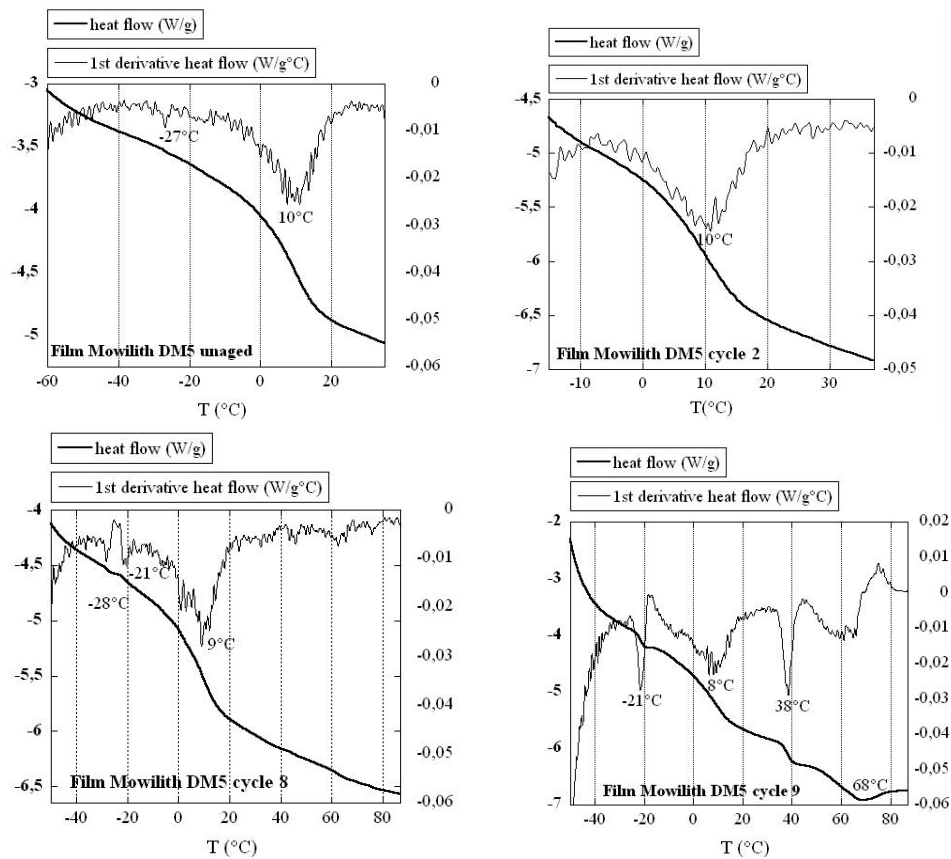 heat flow (W/g)
1st derivative heat flow (W/g°C)
-3
-3,5
-4
-4,5
-5
0
-0,01
-0,02
-0,03
-0,04
-0,05
-0,06
-27°C
10°C
Film Mowilith DM5 unaged
-60 -40 -20 0 20
T (°C)
heat flow (W/g)
1st derivative heat flow (W/g°C)
-4,5
-5
-5,5
-6
-6,5
-7
0
-0,01
-0,02
-0,03
-0,04
-0,05
10°C
Film Mowilith DM5 cycle 2
0 10 20 30
T(°C)
heat flow (W/g)
1st derivative heat flow (W/g°C)
-4
-4,5
-5
-5,5
-6
-6,5
0
-0,01
-0,02
-0,03
-0,04
-0,05
-0,06
-21°C
-28°C
9°C
Film Mowilith DM5 cycle 8
-40 -20 0 20 40 60 80
T (°C)
heat flow (W/g)
1st derivative heat flow (W/g°C)
-2
-3
-4
-5
-6
-7
0,02
0,01
0
-0,01
-0,02
-0,03
-0,04
-0,05
-0,06
-21°C
8°C
38°C
68°C
Film Mowilith DM5 cycle 9
-40 -20 0 20 40 60 80
T (°C)